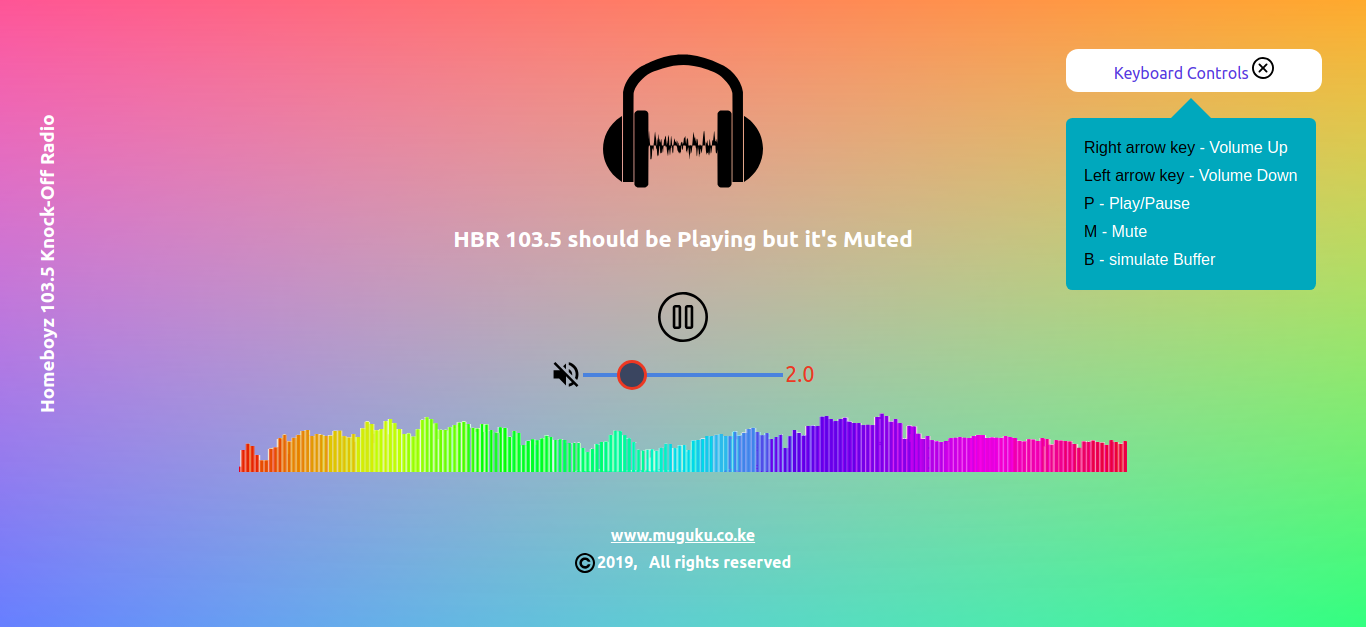 Homeboyz 103.5 Knock-Off Radio
Keyboard Controls
Right arrow key - Volume Up
Left arrow key - Volume Down
P - Play/Pause
M - Mute
B - simulate Buffer
HBR 103.5 should be Playing but it's Muted
2.0
www.muguku.co.ke
© 2019, All rights reserved